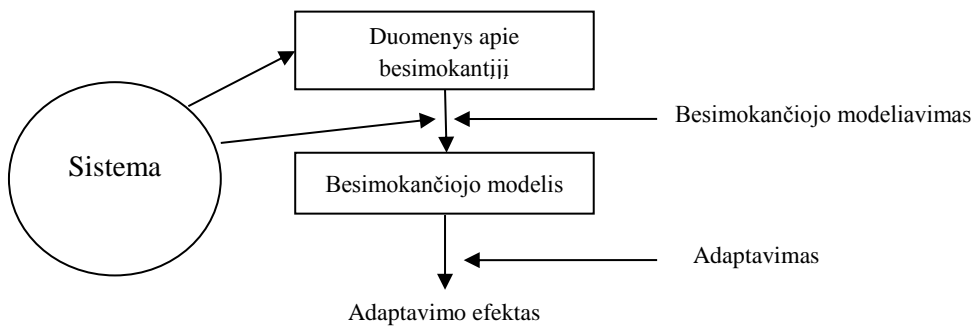 Duomenys apie
besimokantįjį
Besimokančiojo modeliavimas
Sistema
Besimokančiojo modelis
Adaptavimas
Adaptavimo efektas